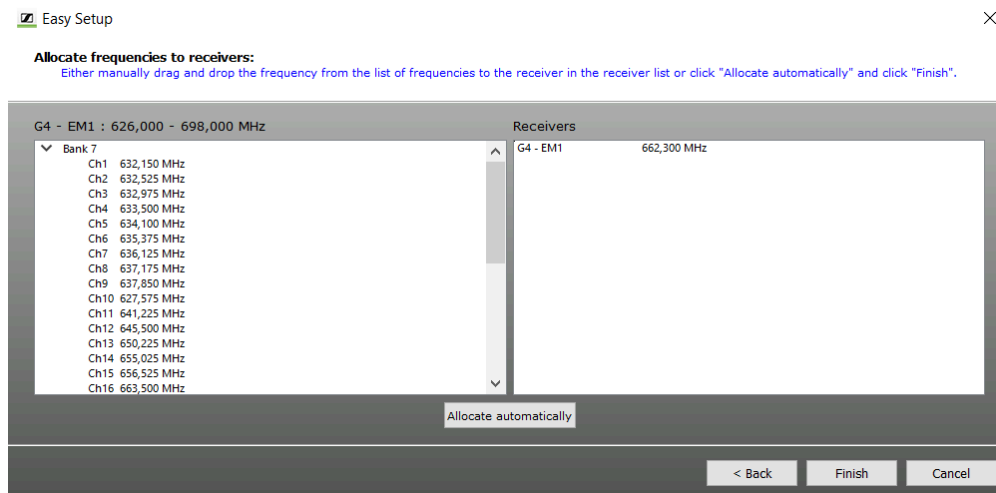 Easy Setup
Allocate frequencies to receivers:
Either manually drag and drop the frequency from the list of frequencies to the receiver in the receiver list or click "Allocate automatically" and click "Finish".
G4 - EM1 : 626,000 - 698,000 MHz
Bank 7
Ch1 632,150 MHz
Ch2 632,525 MHz
Ch3 632,975 MHz
Ch4 633,500 MHz
Ch5 634,100 MHz
Ch6 635,375 MHz
Ch7 636,125 MHz
Ch8 637,175 MHz
Ch9 637,850 MHz
Ch10 627,575 MHz
Ch11 641,225 MHz
Ch12 645,500 MHz
Ch13 650,225 MHz
Ch14 655,025 MHz
Ch15 656,525 MHz
Ch16 663,500 MHz
Receivers
G4 - EM1 662,300 MHz
Allocate automatically
< Back Finish Cancel